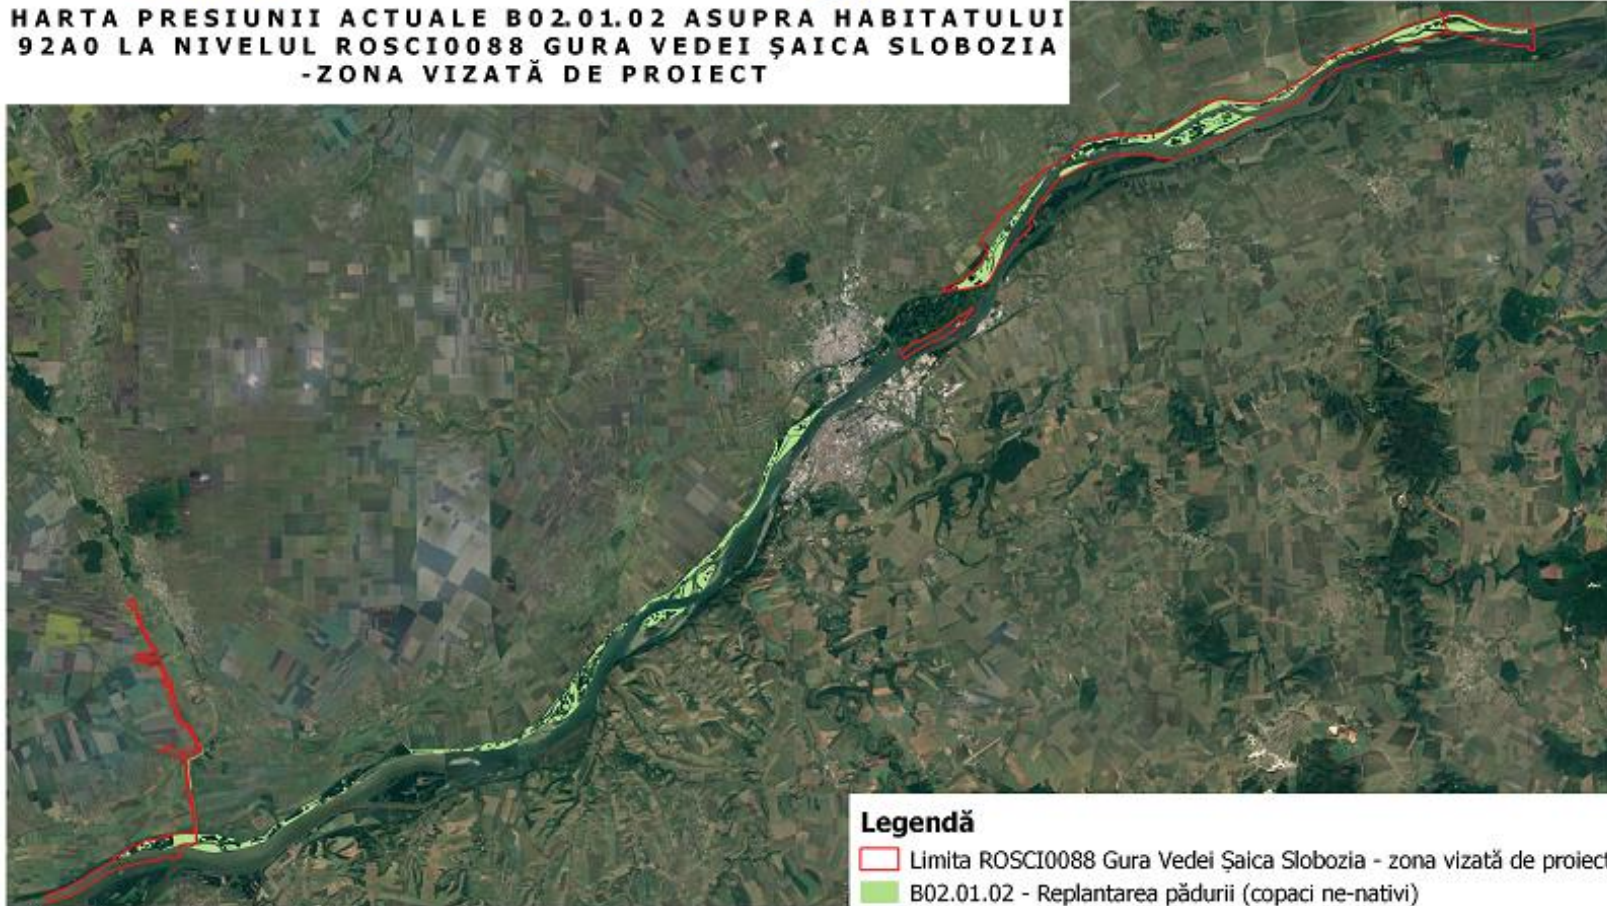 HARTA PRESIUNII ACTUALE B02.01.02 ASUPRA HABITATULUI
92A0 LA NIVELUL ROSCI0088 GURA VEDEI ȘAICA SLOBOZIA
-ZONA VIZATĂ DE PROIECT
Legendă
Limita ROSCI0088 Gura Vedei Șaica Slobozia - zona vizată de proiect
B02.01.02 - Replantarea pădurii (copaci ne-nativi)